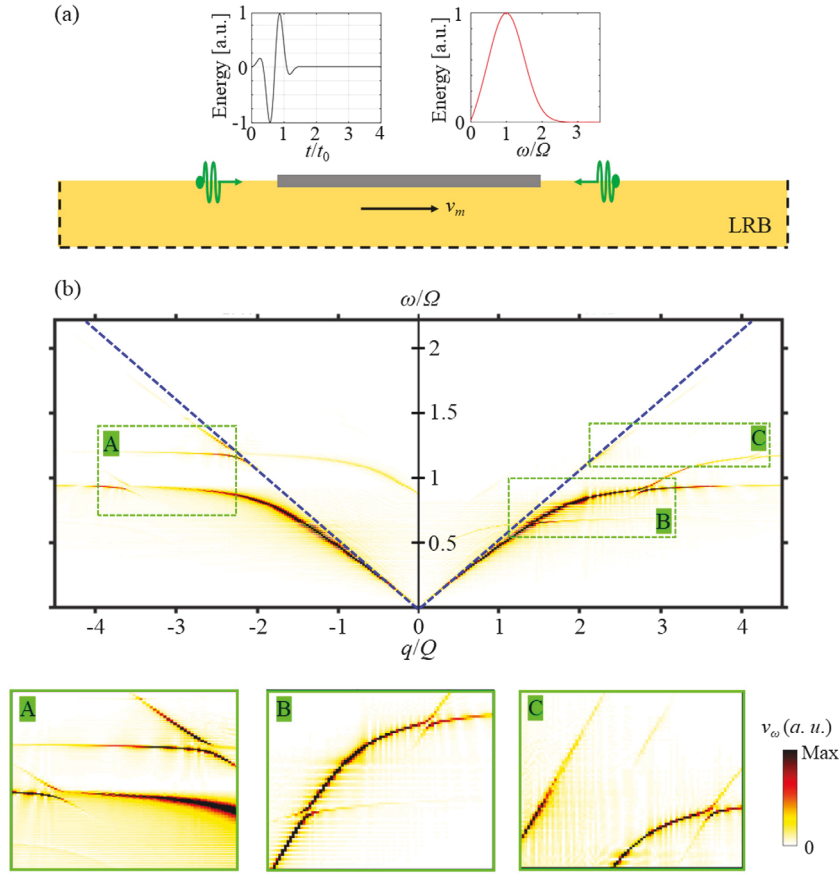 (a)
Energy [a.u.]
1
0
-1
0 1 2 3 4
t/t0
Energy [a.u.]
1
0
0 1 2 3
ω/Ω
vm
LRB
(b)
ω/Ω
2
1.5
1
0.5
A
B
C
-4 -3 -2 -1 0 1 2 3 4
q/Q
A
B
C
vω (a. u.)
Max
0